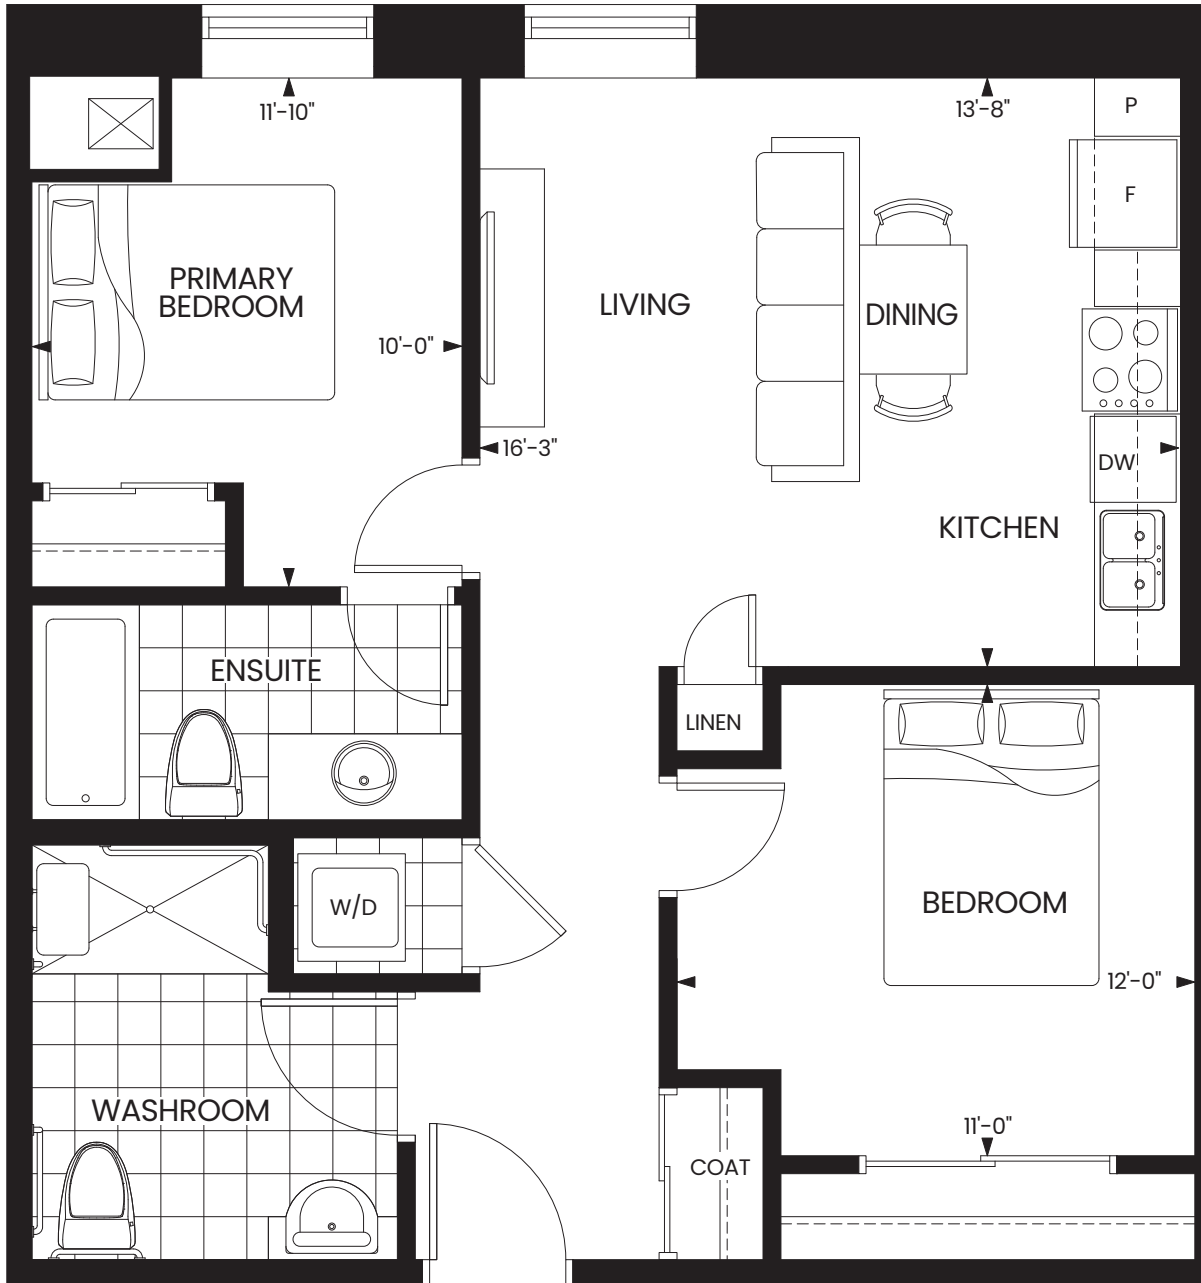 11'-10"
13'-8"
P
F
PRIMARY
BEDROOM
LIVING
DINING
10'-0"
16'-3"
DW
KITCHEN
ENSUITE
LINEN
W/D
BEDROOM
12'-0"
WASHROOM
11'-0"
COAT